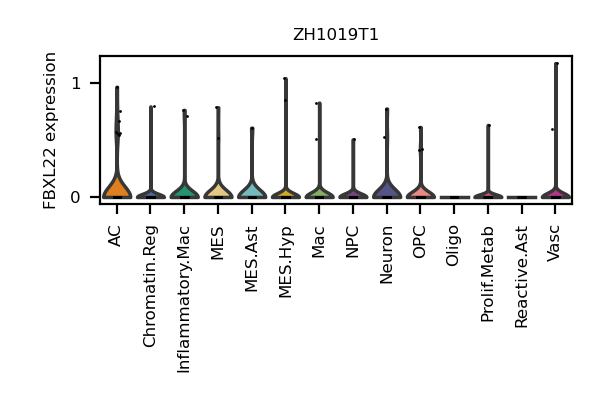 ZH1019T1
FBXL22 expression
1
0
AC
Chromatin.Reg
Inflammatory.Mac
MES
MES.Ast
MES.Hyp
Mac
NPC
Neuron
OPC
Oligo
Prolif.Metab
Reactive.Ast
Vasc